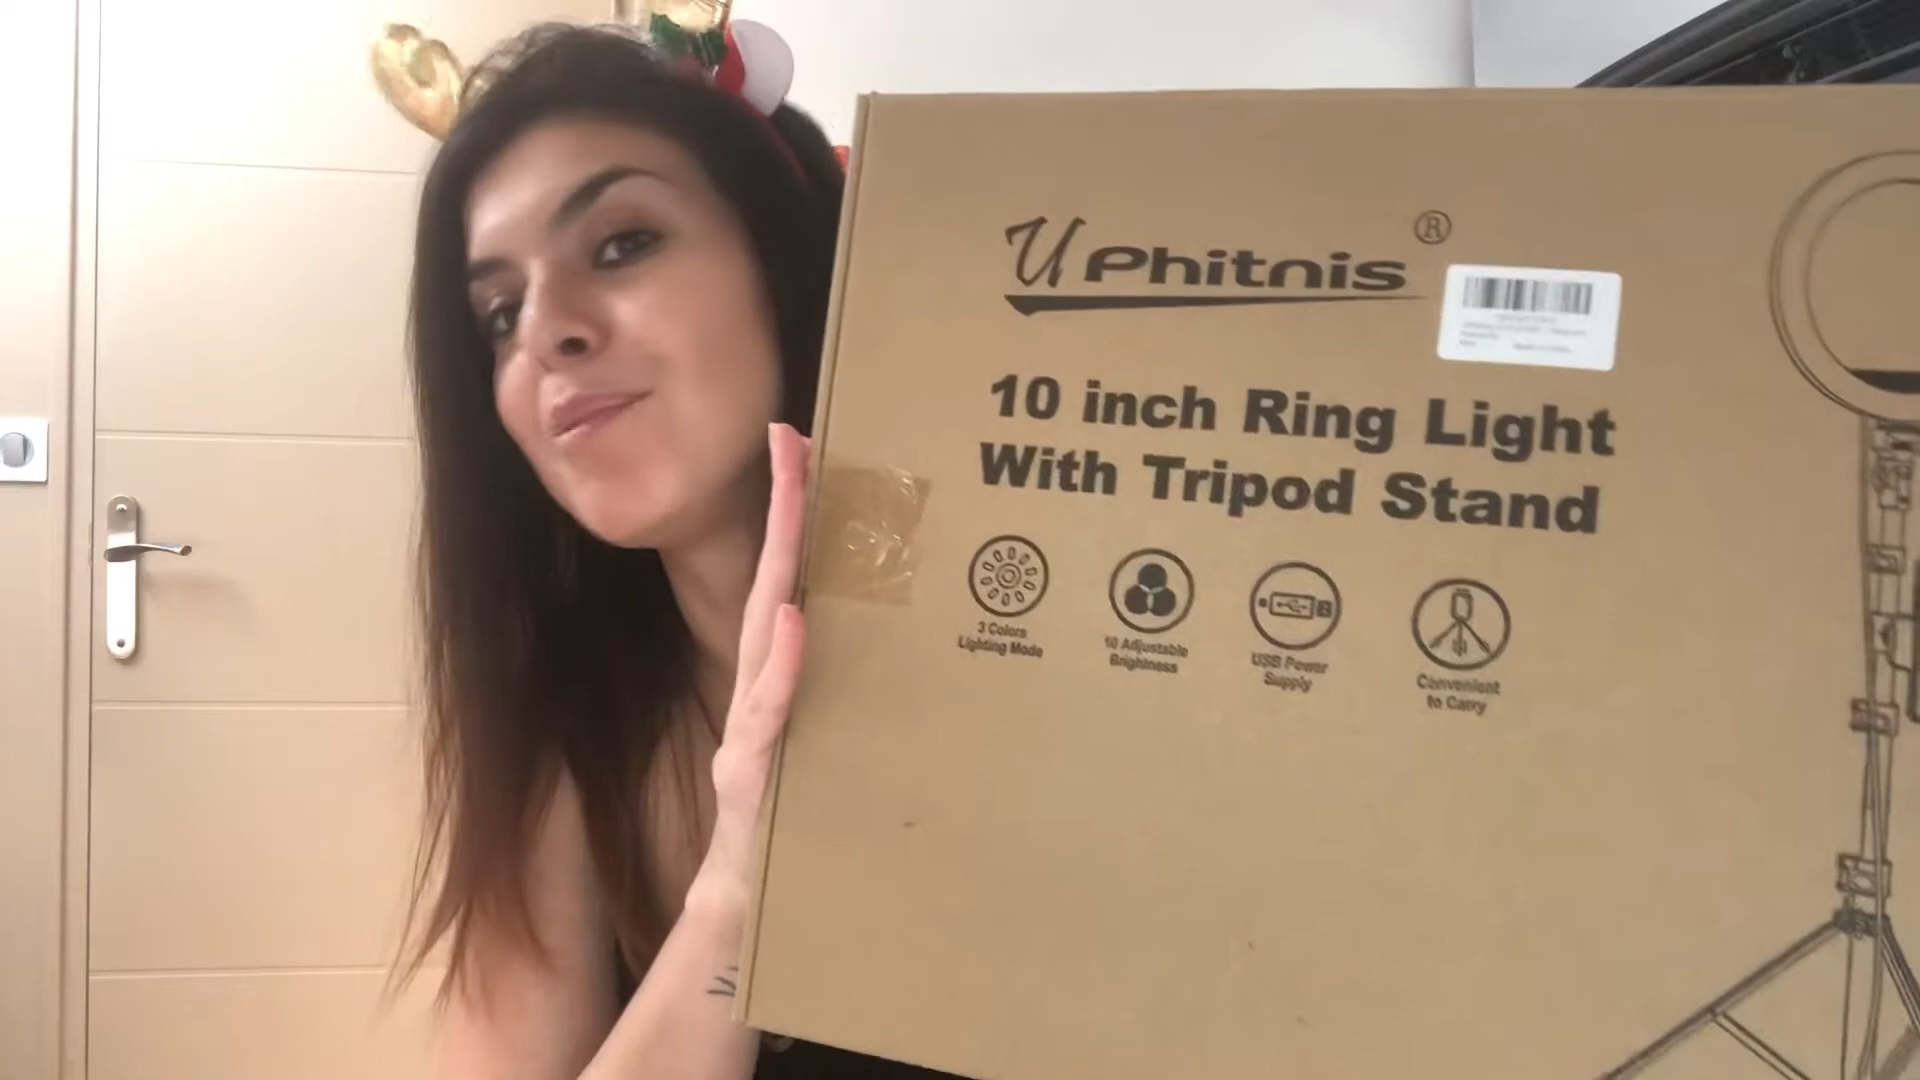 UPhitnis®
10 inch Ring Light
With Tripod Stand
3 Colors
Lighting Mode
10 Adjustable
Brightness
USB Power
Supply
Convenient
to Carry